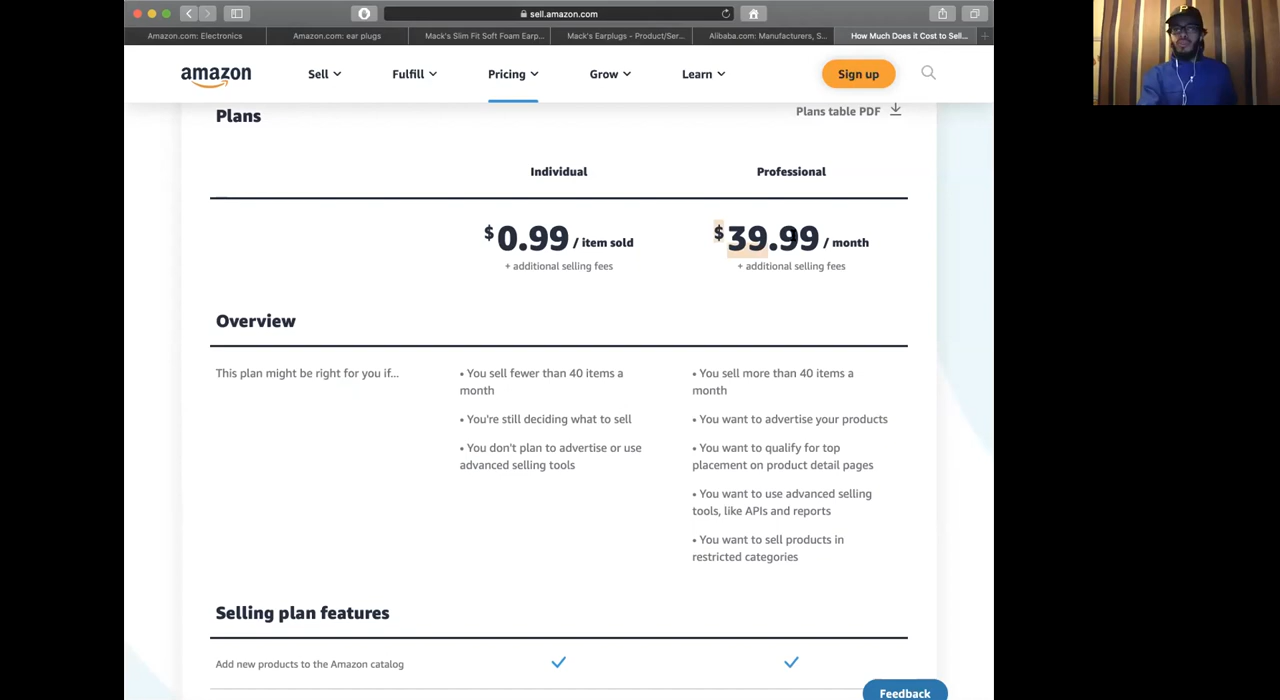 sell.amazon.com
Amazon.com: Electronics
Amazon.com: ear plugs
Mack's Slim Fit Soft Foam Earp...
Mack's Earplugs - Product/Ser...
Alibaba.com: Manufacturers, S...
How Much Does it Cost to Sell...
amazon
Sell
Fulfill
Pricing
Grow
Learn
Sign up
Plans
Plans table PDF
Individual
Professional
$0.99 / item sold
+ additional selling fees
$39.99 / month
+ additional selling fees
Overview
This plan might be right for you if...
• You sell fewer than 40 items a
month
• You're still deciding what to sell
• You don't plan to advertise or use
advanced selling tools
• You sell more than 40 items a
month
• You want to advertise your products
• You want to qualify for top
placement on product detail pages
• You want to use advanced selling
tools, like APIs and reports
• You want to sell products in
restricted categories
Selling plan features
Add new products to the Amazon catalog
Feedback
P